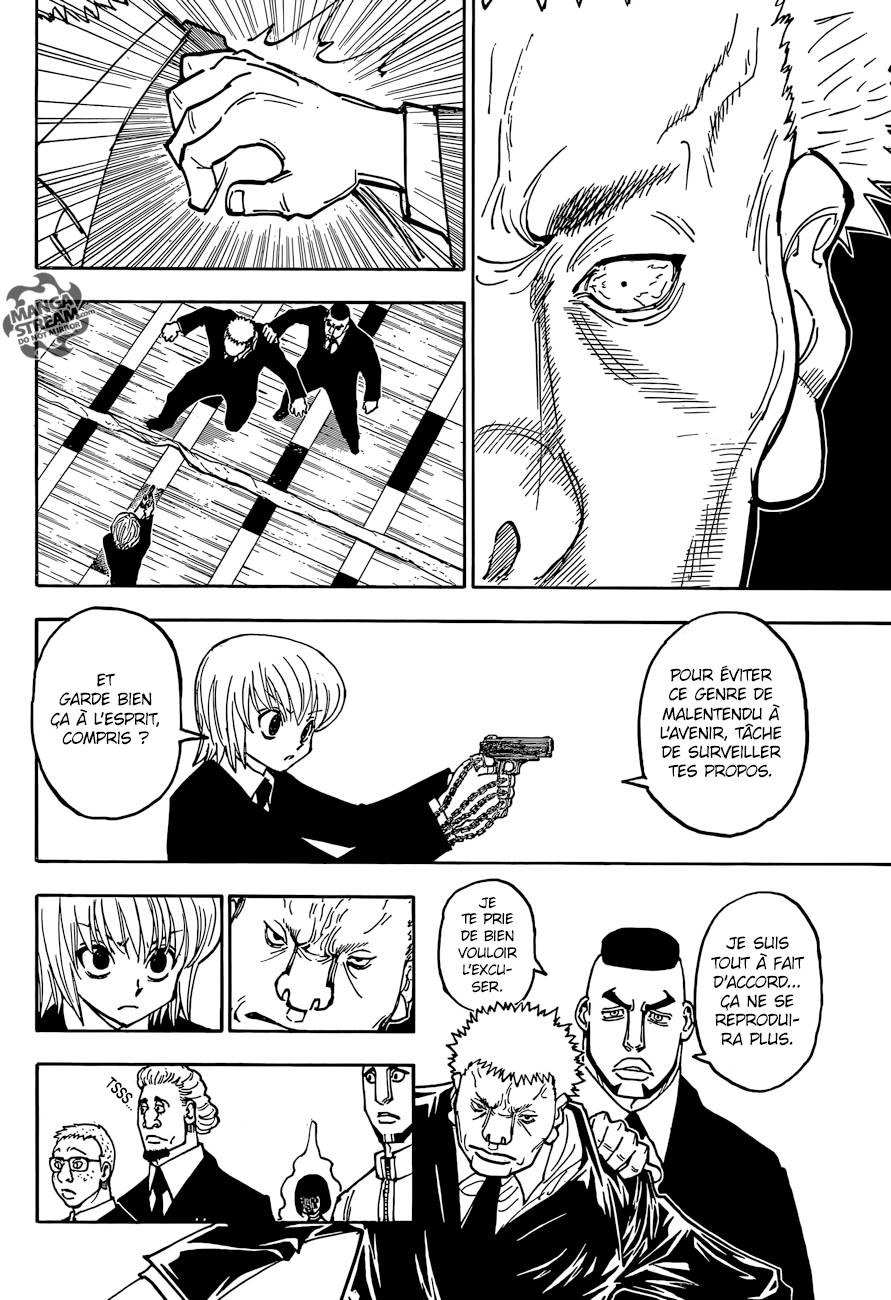 MANGA
STREAM.com
DO NOT MIRROR
POUR ÉVITER
CE GENRE DE
MALENTENDU À
L'AVENIR, TÂCHE
DE SURVEILLER
TES PROPOS.
ET
GARDE BIEN
ÇA À L'ESPRIT,
COMPRIS ?
JE SUIS
TOUT À FAIT
D'ACCORD...
ÇA NE SE
REPRODUI-
RA PLUS.
JE
TE PRIE
DE BIEN
VOULOIR
L'EXCU-
SER.
TSSS...